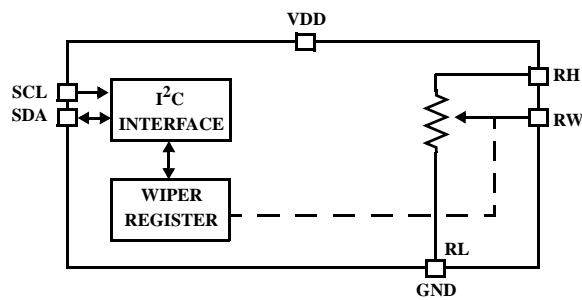 VDD
SCL
SDA
I²C
INTERFACE
WIPER
REGISTER
RH
RW
RL
GND